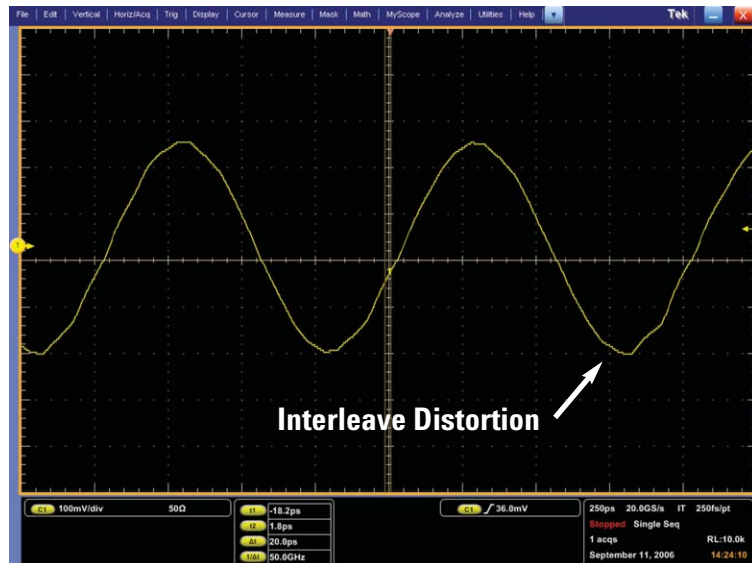 File Edit Vertical Horiz/Acq Trig Display Cursor Measure Mask Math MyScope Analyze Utilities Help Tek X
1
Interleave Distortion
C1 100mV/div 50Ω
t1 -18.2ps
t2 1.8ps
Δt 20.0ps
1/Δt 50.0GHz
C1 36.0mV
250ps 20.0GS/s IT 250fs/pt
Stopped Single Seq
1 acqs RL:10.0k
September 11, 2006 14:24:10